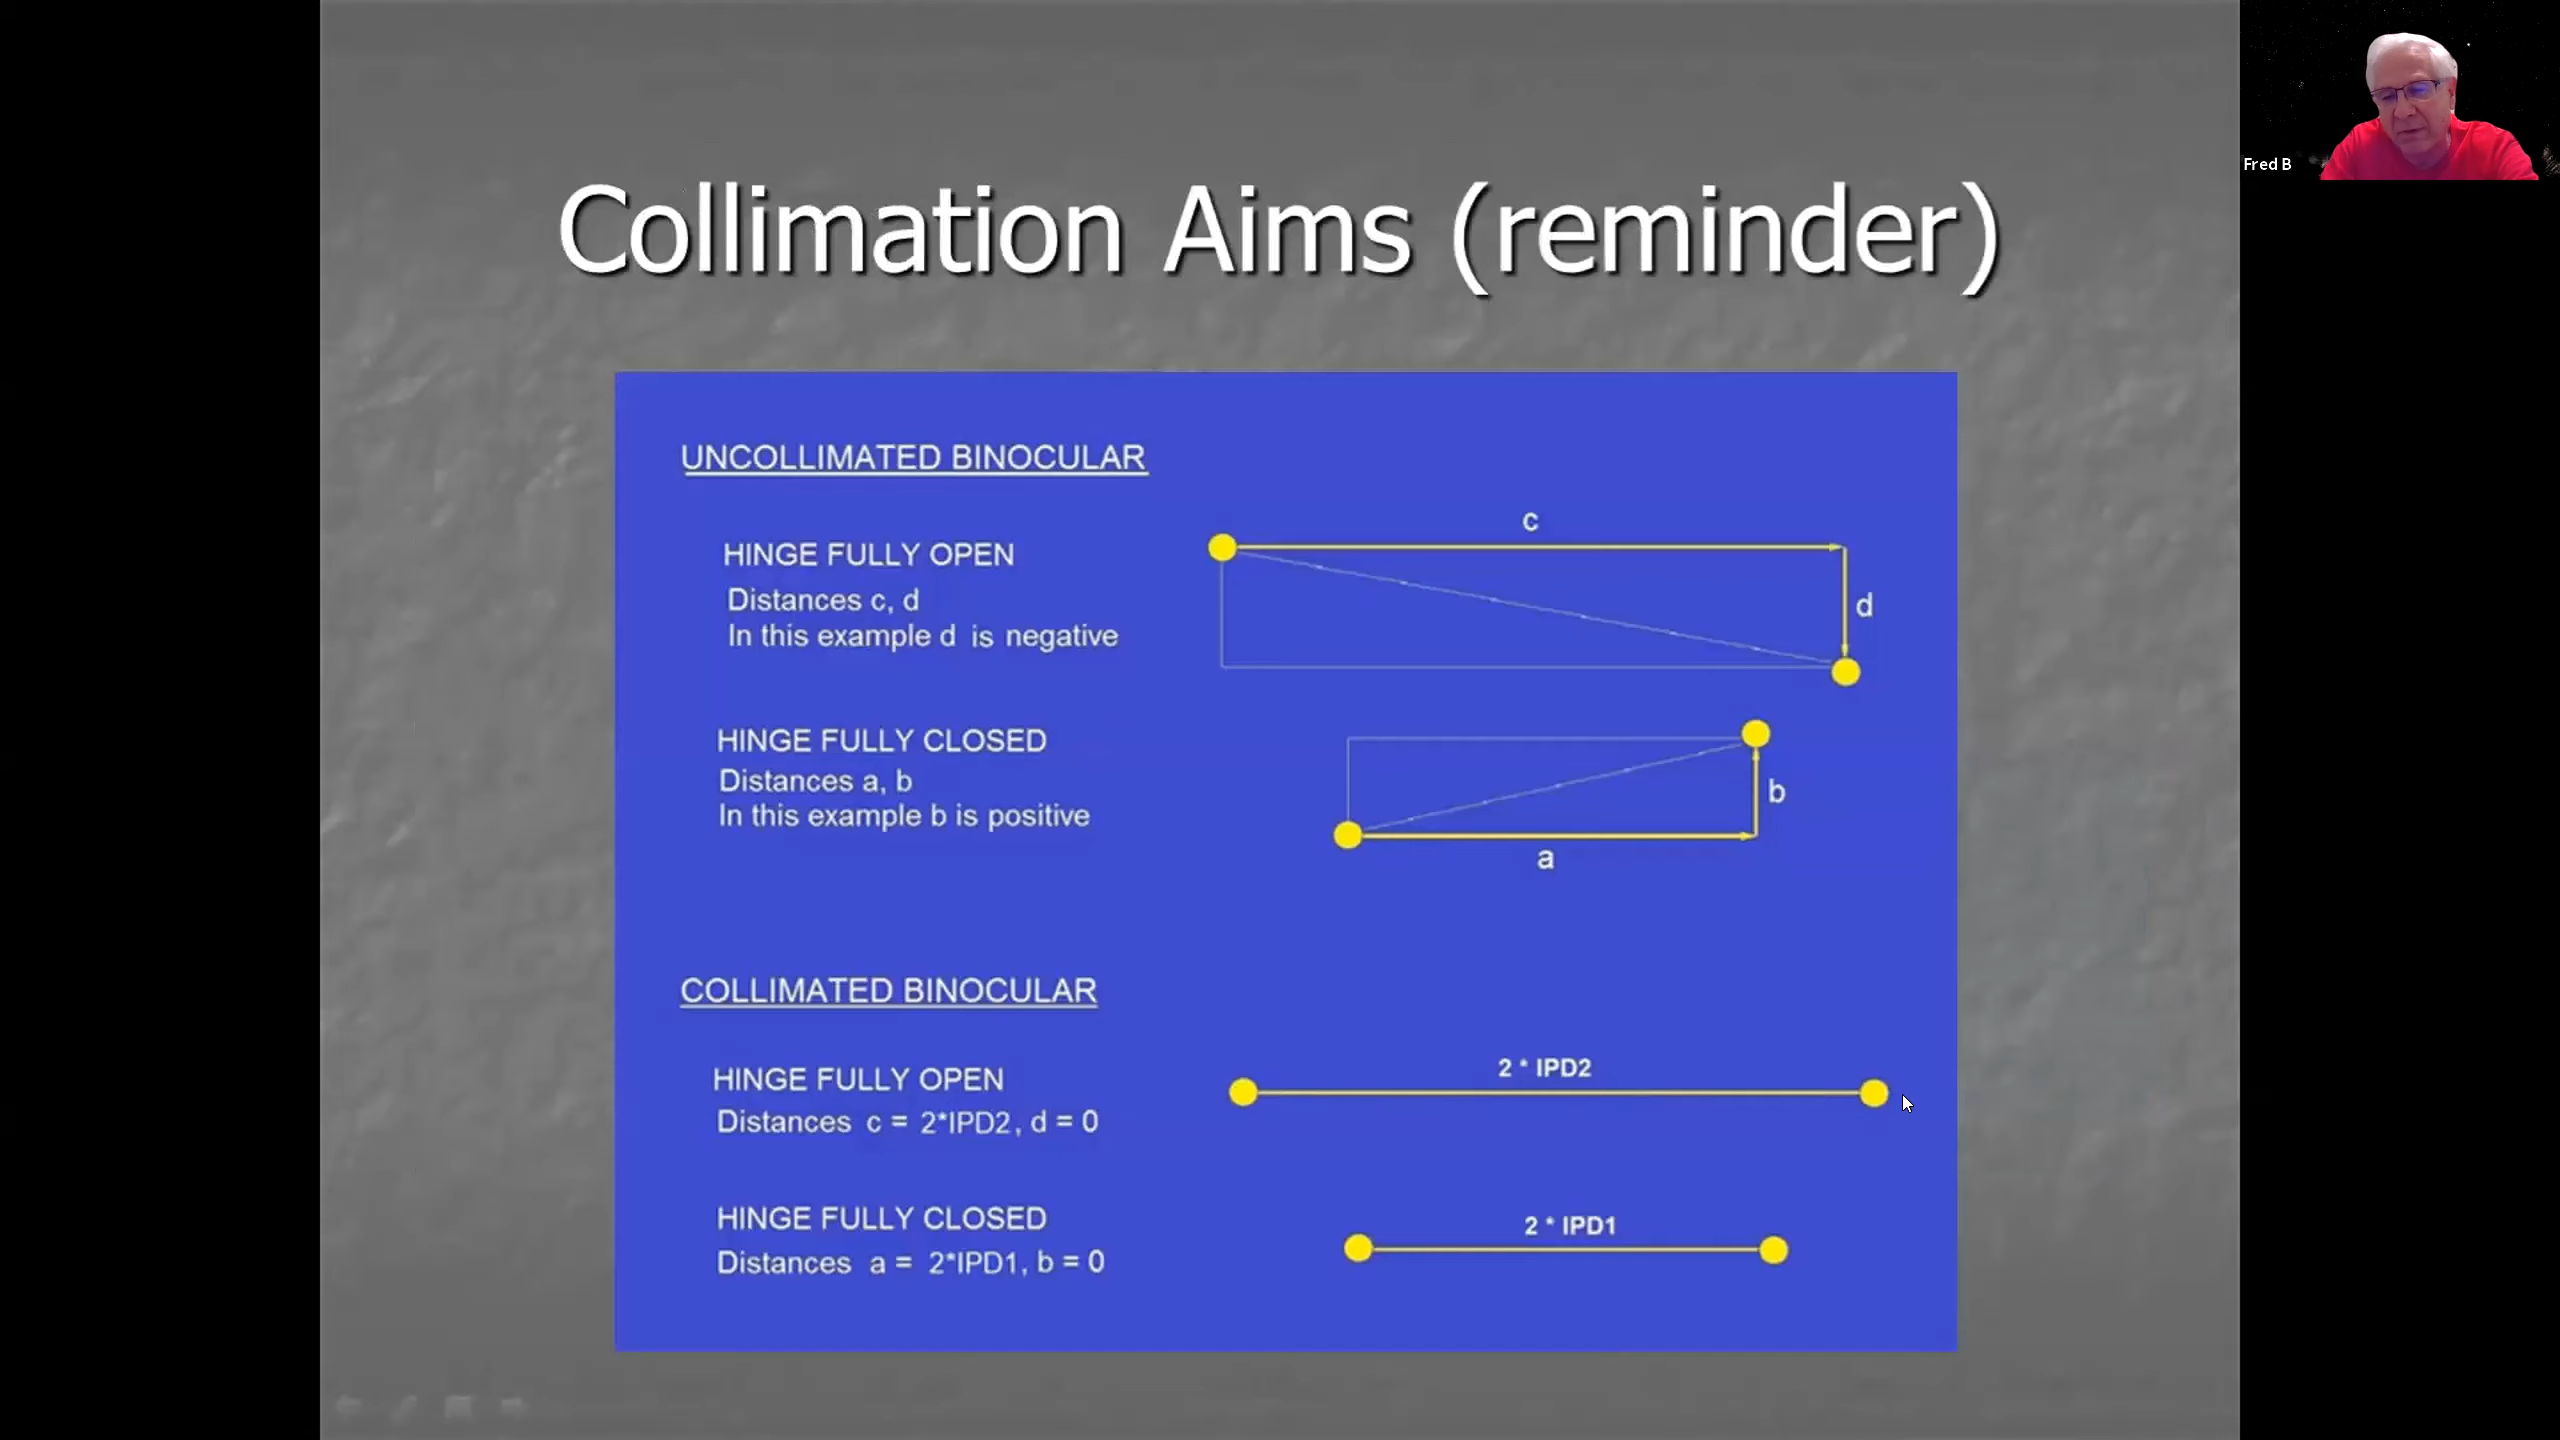 Collimation Aims (reminder)
Fred B
UNCOLLIMATED BINOCULAR
HINGE FULLY OPEN
Distances c, d
In this example d is negative
c
d
HINGE FULLY CLOSED
Distances a, b
In this example b is positive
b
a
COLLIMATED BINOCULAR
HINGE FULLY OPEN
Distances c = 2*IPD2, d = 0
2 * IPD2
HINGE FULLY CLOSED
Distances a = 2*IPD1, b = 0
2 * IPD1